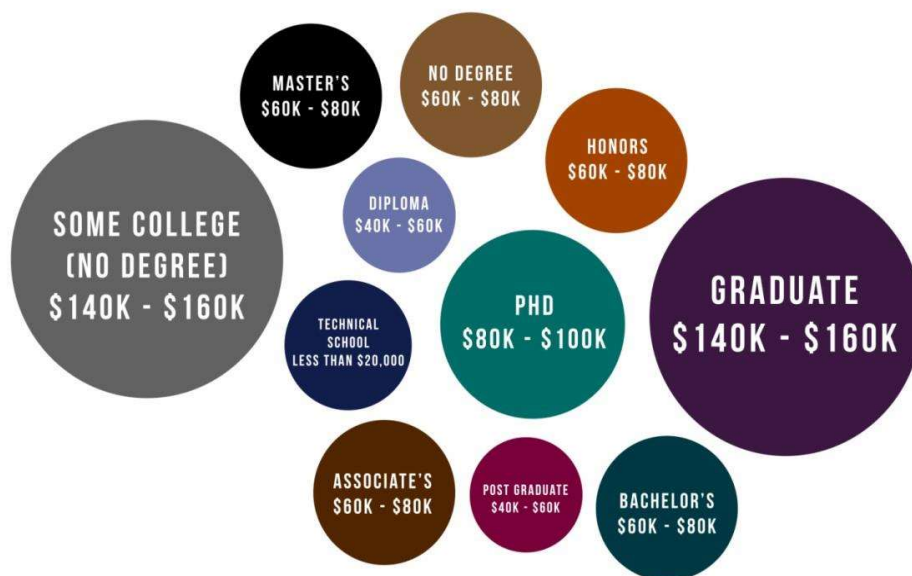 MASTER'S
$60K - $80K
NO DEGREE
$60K - $80K
HONORS
$60K - $80K
DIPLOMA
$40K - $60K
SOME COLLEGE
(NO DEGREE)
$140K - $160K
PHD
$80K - $100K
GRADUATE
$140K - $160K
TECHNICAL
SCHOOL
LESS THAN $20,000
ASSOCIATE'S
$60K - $80K
POST GRADUATE
$40K - $60K
BACHELOR'S
$60K - $80K